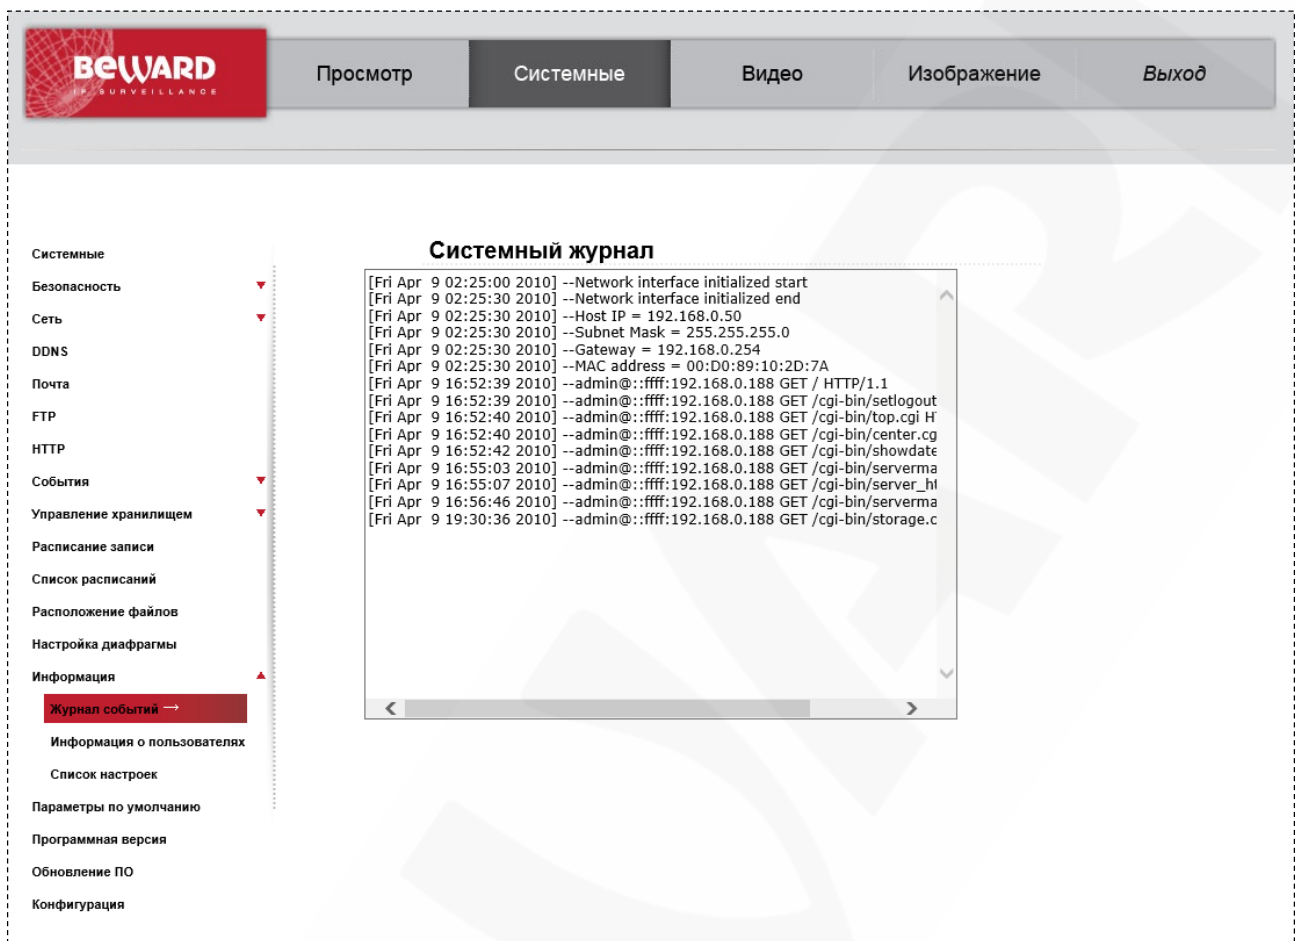 BEWARD
IP SURVEILLANCE
Просмотр
Системные
Видео
Изображение
Выход
Системные
Безопасность
Сеть
DDNS
Почта
FTP
HTTP
События
Управление хранилищем
Расписание записи
Список расписаний
Расположение файлов
Настройка диафрагмы
Информация
Журнал событий →
Информация о пользователях
Список настроек
Параметры по умолчанию
Программная версия
Обновление ПО
Конфигурация
Системный журнал
[Fri Apr 9 02:25:00 2010] --Network interface initialized start
[Fri Apr 9 02:25:30 2010] --Network interface initialized end
[Fri Apr 9 02:25:30 2010] --Host IP = 192.168.0.50
[Fri Apr 9 02:25:30 2010] --Subnet Mask = 255.255.255.0
[Fri Apr 9 02:25:30 2010] --Gateway = 192.168.0.254
[Fri Apr 9 02:25:30 2010] --MAC address = 00:D0:89:10:2D:7A
[Fri Apr 9 16:52:39 2010] --admin@::ffff:192.168.0.188 GET / HTTP/1.1
[Fri Apr 9 16:52:39 2010] --admin@::ffff:192.168.0.188 GET /cgi-bin/setlogout
[Fri Apr 9 16:52:40 2010] --admin@::ffff:192.168.0.188 GET /cgi-bin/top.cgi H
[Fri Apr 9 16:52:40 2010] --admin@::ffff:192.168.0.188 GET /cgi-bin/center.cg
[Fri Apr 9 16:52:42 2010] --admin@::ffff:192.168.0.188 GET /cgi-bin/showdate
[Fri Apr 9 16:55:03 2010] --admin@::ffff:192.168.0.188 GET /cgi-bin/serverma
[Fri Apr 9 16:55:07 2010] --admin@::ffff:192.168.0.188 GET /cgi-bin/server_ht
[Fri Apr 9 16:56:46 2010] --admin@::ffff:192.168.0.188 GET /cgi-bin/serverma
[Fri Apr 9 19:30:36 2010] --admin@::ffff:192.168.0.188 GET /cgi-bin/storage.c